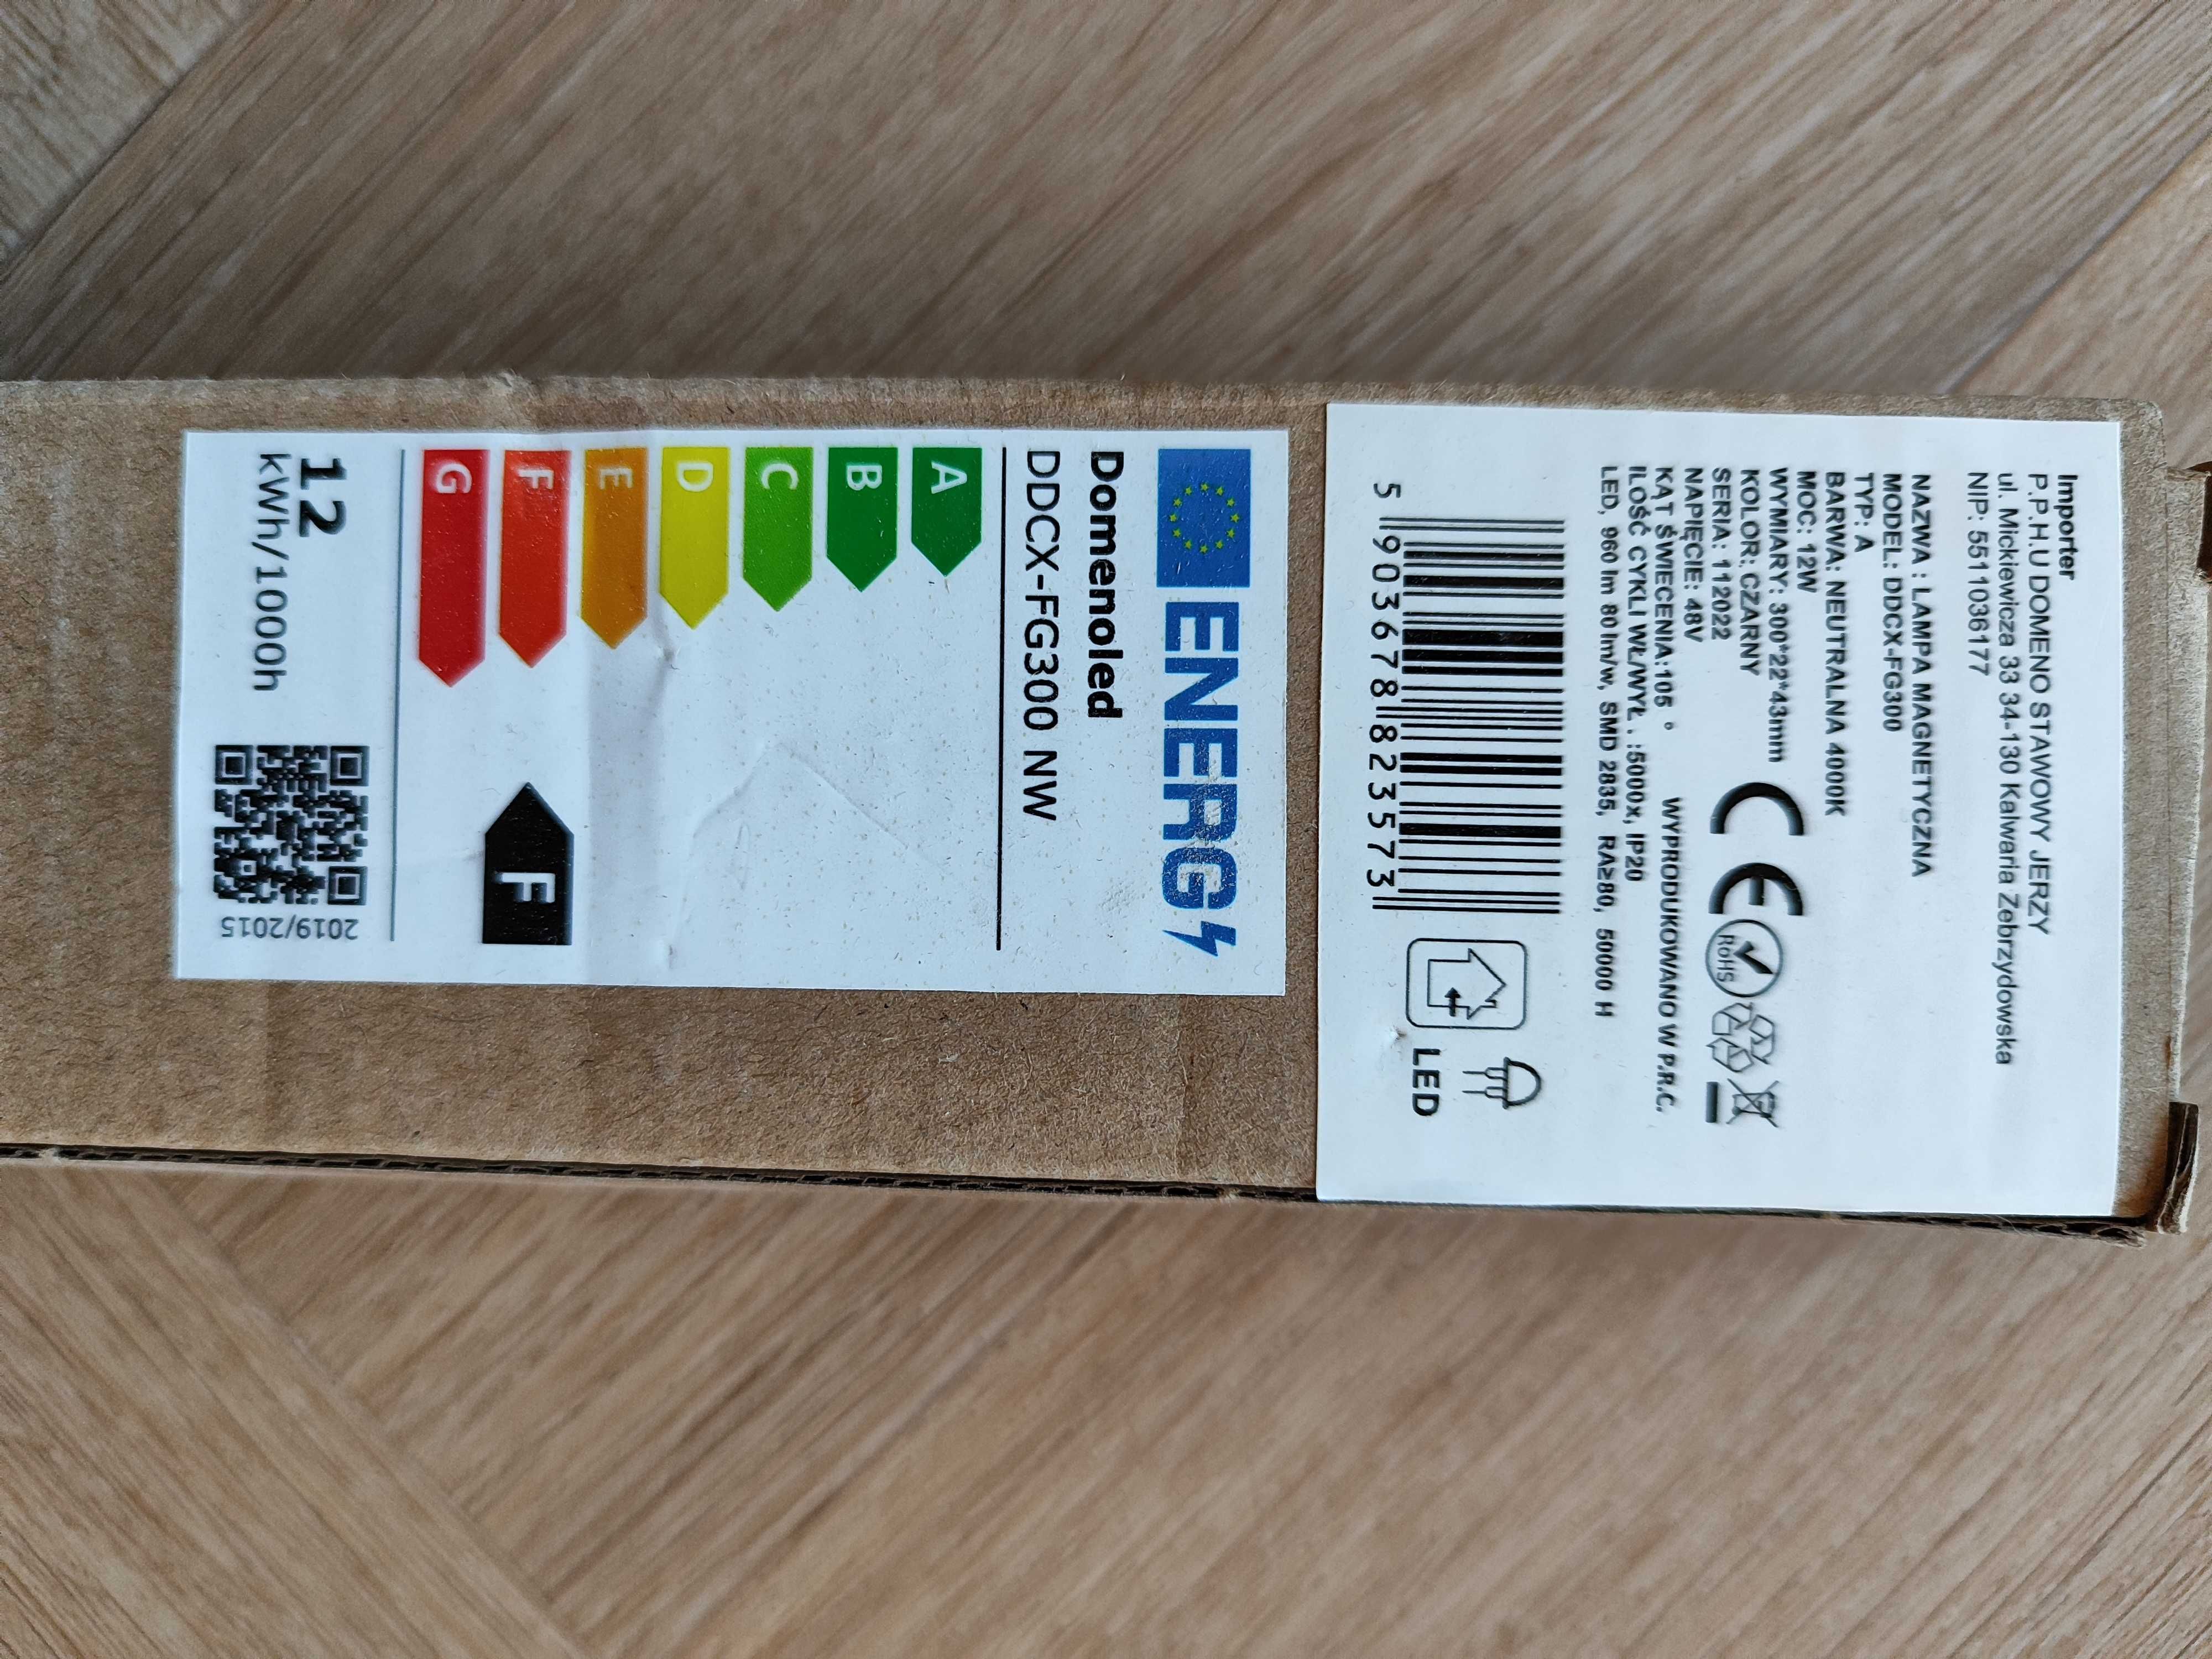 Importer
P.P.H.U DOMENO STAWOWY JERZY
ul. Mickiewicza 33 34-130 Kalwaria Zebrzydowska
NIP: 5511036177
NAZWA : LAMPA MAGNETYCZNA
MODEL: DDCX-FG300
TYP: A
BARWA: NEUTRALNA 4000K
MOC: 12W
WYMIARY: 300*22*43mm
KOLOR: CZARNY
SERIA: 112022
NAPIĘCIE: 48V
CE
RoHS
KĄT ŚWIECENIA:105 ° WYPRODUKOWANO W P.R.C.
ILOŚĆ CYKLI WŁ/WYŁ . :5000x, IP20
LED, 960 lm 80 lm/w, SMD 2835, RA≥80, 50000 H
5 903678 823573
LED
ENERG
Domenoled
DDCX-FG300 NW
A
B
C
D
E
F
F
G
12
kWh/1000h
2019/2015